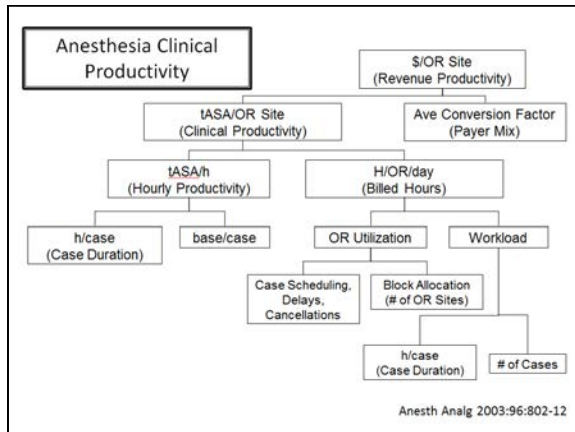 Anesthesia Clinical
Productivity
$/OR Site
(Revenue Productivity)
tASA/OR Site
(Clinical Productivity)
Ave Conversion Factor
(Payer Mix)
tASA/h
(Hourly Productivity)
H/OR/day
(Billed Hours)
h/case
(Case Duration)
base/case
OR Utilization
Workload
Case Scheduling,
Delays,
Cancellations
Block Allocation
(# of OR Sites)
h/case
(Case Duration)
# of Cases
Anesth Analg 2003:96:802-12